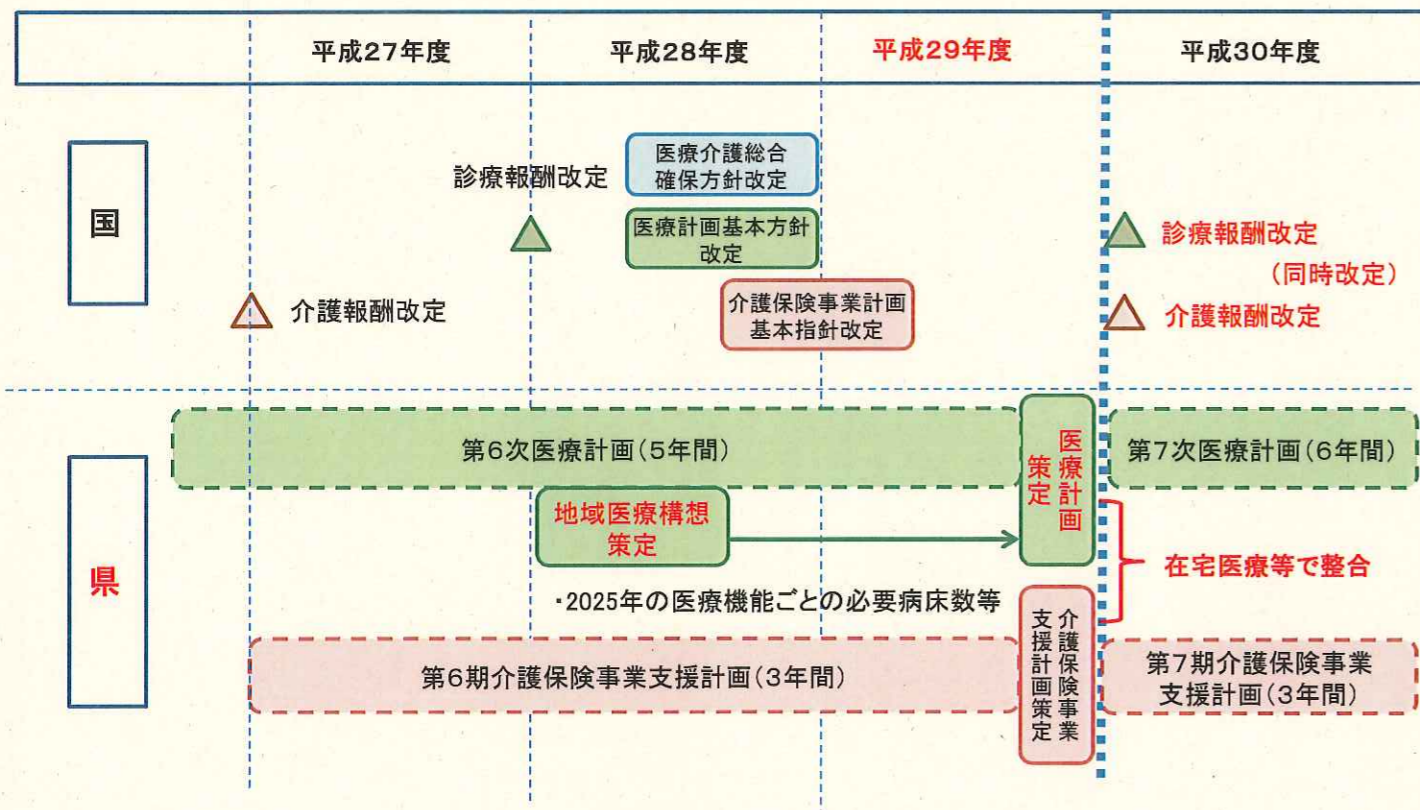 平成27年度
平成28年度
平成29年度
平成30年度
国
診療報酬改定
医療介護総合
確保方針改定
医療計画基本方針
改定
介護報酬改定
介護保険事業計画
基本指針改定
診療報酬改定
(同時改定)
介護報酬改定
県
第6次医療計画(5年間)
医療計画
策定
第7次医療計画(6年間)
地域医療構想
策定
在宅医療等で整合
・2025年の医療機能ごとの必要病床数等
第6期介護保険事業支援計画(3年間)
介護保険事業
支援計画策定
第7期介護保険事業
支援計画(3年間)